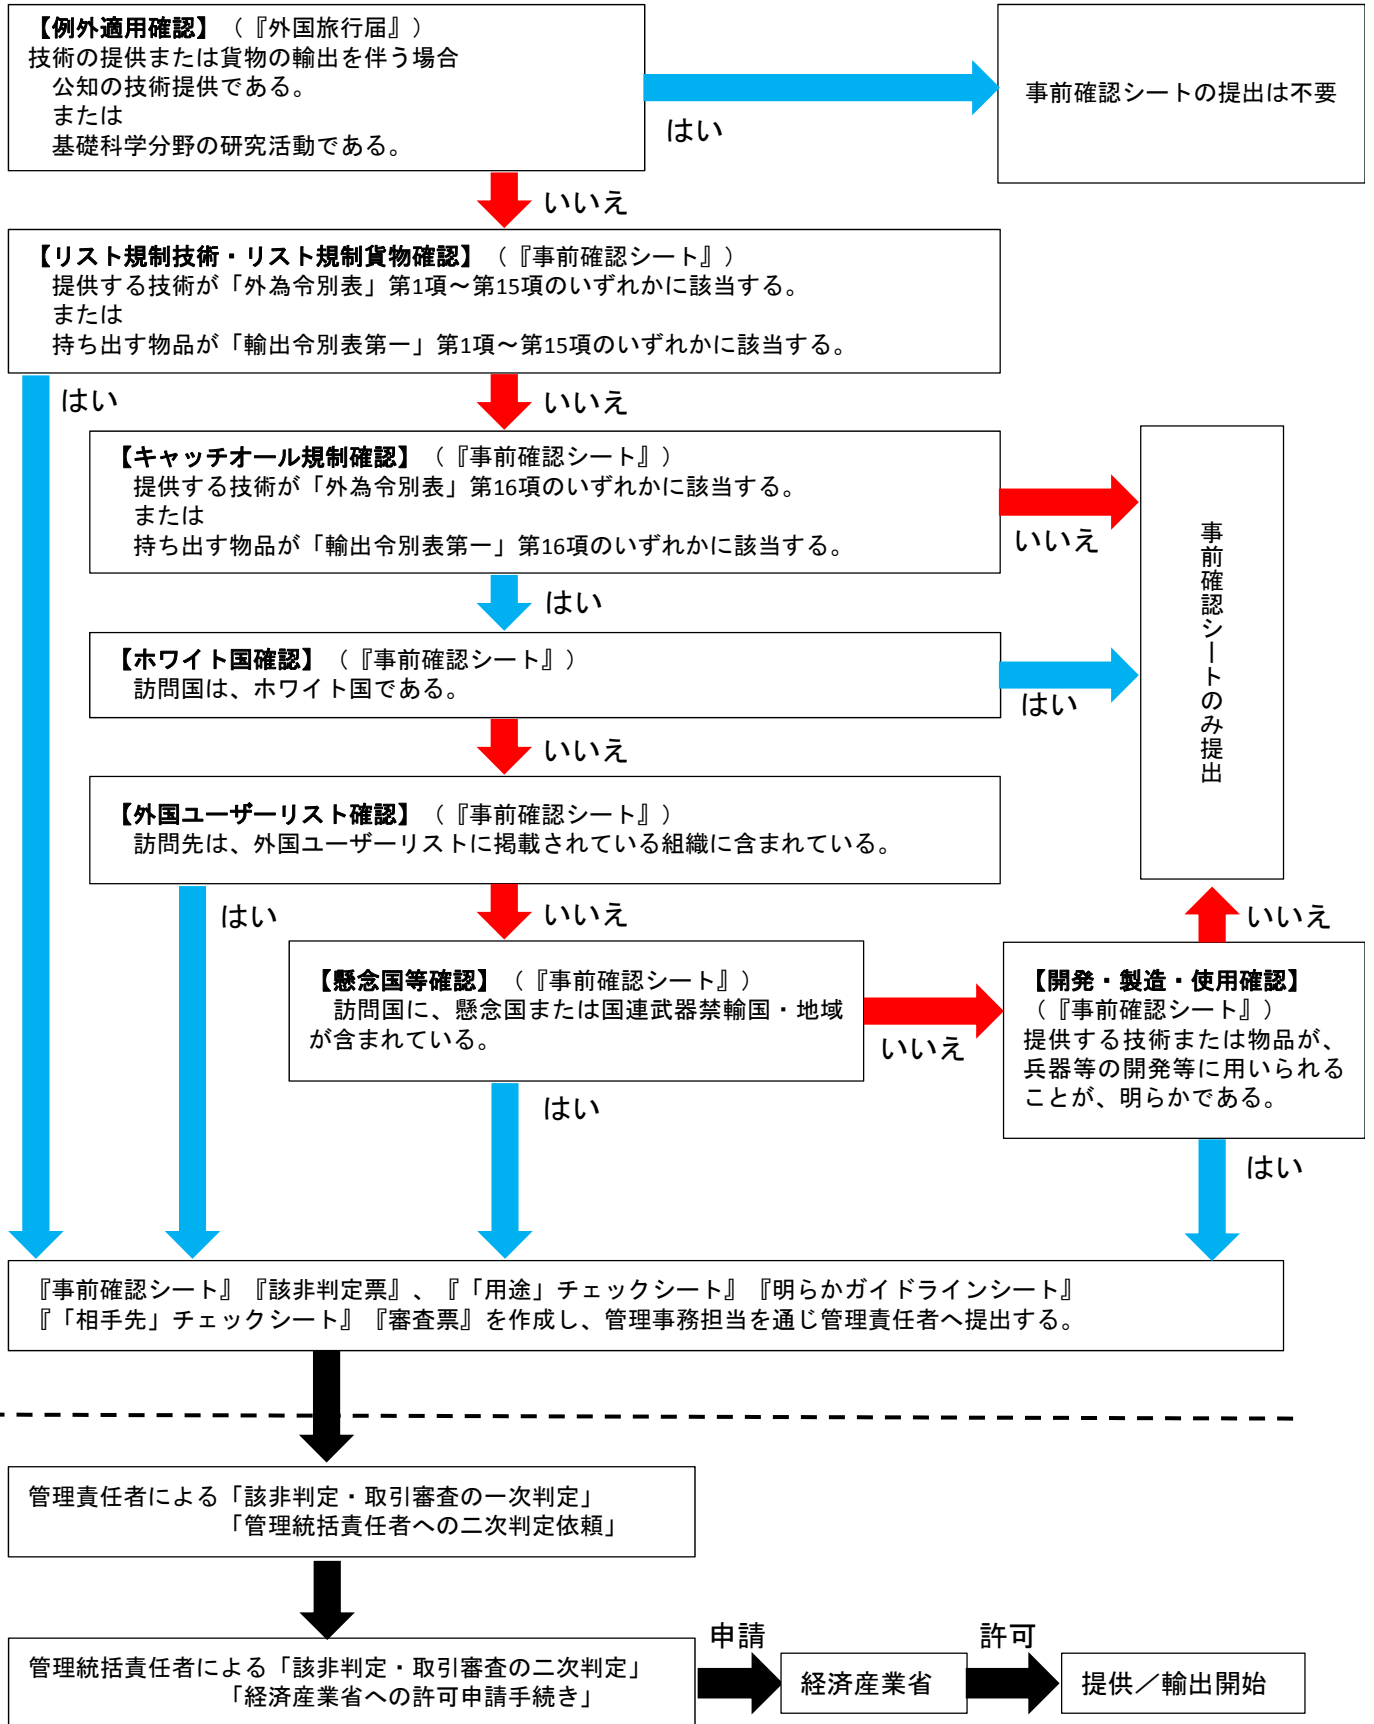 【例外適用確認】（『外国旅行届』）
技術の提供または貨物の輸出を伴う場合
公知の技術提供である。
または
基礎科学分野の研究活動である。
はい
事前確認シートの提出は不要
いいえ
【リスト規制技術・リスト規制貨物確認】（『事前確認シート』）
提供する技術が「外為令別表」第1項～第15項のいずれかに該当する。
または
持ち出す物品が「輸出令別表第一」第1項～第15項のいずれかに該当する。
はい
いいえ
【キャッチオール規制確認】（『事前確認シート』）
提供する技術が「外為令別表」第16項のいずれかに該当する。
または
持ち出す物品が「輸出令別表第一」第16項のいずれかに該当する。
いいえ
はい
事前確認シートのみ提出
【ホワイト国確認】（『事前確認シート』）
訪問国は、ホワイト国である。
はい
いいえ
【外国ユーザーリスト確認】（『事前確認シート』）
訪問先は、外国ユーザーリストに掲載されている組織に含まれている。
はい
いいえ
いいえ
【懸念国等確認】（『事前確認シート』）
訪問国に、懸念国または国連武器禁輸国・地域
が含まれている。
いいえ
はい
【開発・製造・使用確認】
（『事前確認シート』）
提供する技術または物品が、
兵器等の開発等に用いられる
ことが、明らかである。
はい
『事前確認シート』『該非判定票』、『「用途」チェックシート』『明らかガイドラインシート』
『「相手先」チェックシート』『審査票』を作成し、管理事務担当を通じ管理責任者へ提出する。
管理責任者による「該非判定・取引審査の一次判定」
「管理統括責任者への二次判定依頼」
管理統括責任者による「該非判定・取引審査の二次判定」
「経済産業省への許可申請手続き」
申請
経済産業省
許可
提供／輸出開始